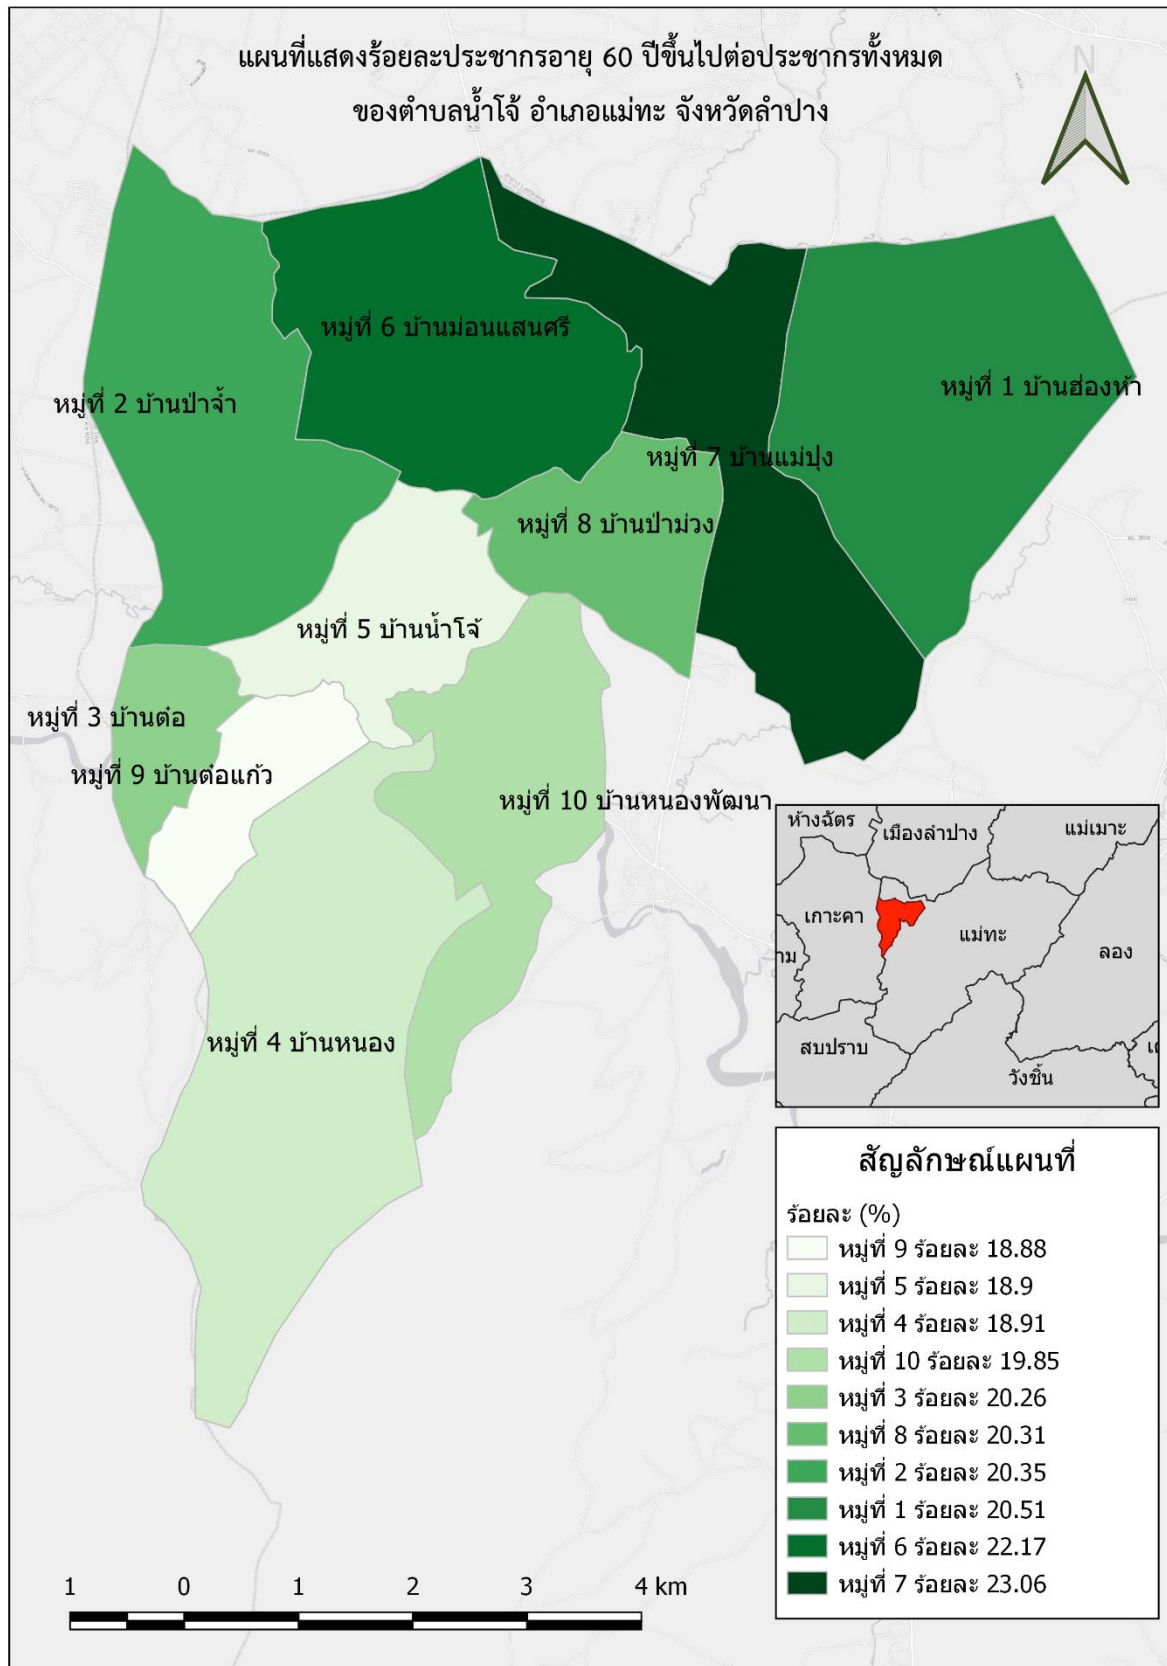 แผนที่แสดงร้อยละประชากรอายุ 60 ปีขึ้นไปต่อประชากรทั้งหมด
ของตำบลน้ำโจ้ อำเภอแม่ทะ จังหวัดลำปาง
N
หมู่ที่ 6 บ้านม่อนแสนศรี
หมู่ที่ 1 บ้านฮ่องห้า
หมู่ที่ 2 บ้านป่าจ้ำ
หมู่ที่ 7 บ้านแม่ปุง
หมู่ที่ 8 บ้านป่าม่วง
หมู่ที่ 5 บ้านน้ำโจ้
หมู่ที่ 3 บ้านต๋อ
หมู่ที่ 9 บ้านต๋อแก้ว
หมู่ที่ 10 บ้านหนองพัฒนา
หมู่ที่ 4 บ้านหนอง
ห้างฉัตร
เมืองลำปาง
แม่เมาะ
เกาะคา
แม่ทะ
ลอง
าม
สบปราบ
วังชิ้น
เด
สัญลักษณ์แผนที่
ร้อยละ (%)
หมู่ที่ 9 ร้อยละ 18.88
หมู่ที่ 5 ร้อยละ 18.9
หมู่ที่ 4 ร้อยละ 18.91
หมู่ที่ 10 ร้อยละ 19.85
หมู่ที่ 3 ร้อยละ 20.26
หมู่ที่ 8 ร้อยละ 20.31
หมู่ที่ 2 ร้อยละ 20.35
หมู่ที่ 1 ร้อยละ 20.51
หมู่ที่ 6 ร้อยละ 22.17
หมู่ที่ 7 ร้อยละ 23.06
1 0 1 2 3 4 km